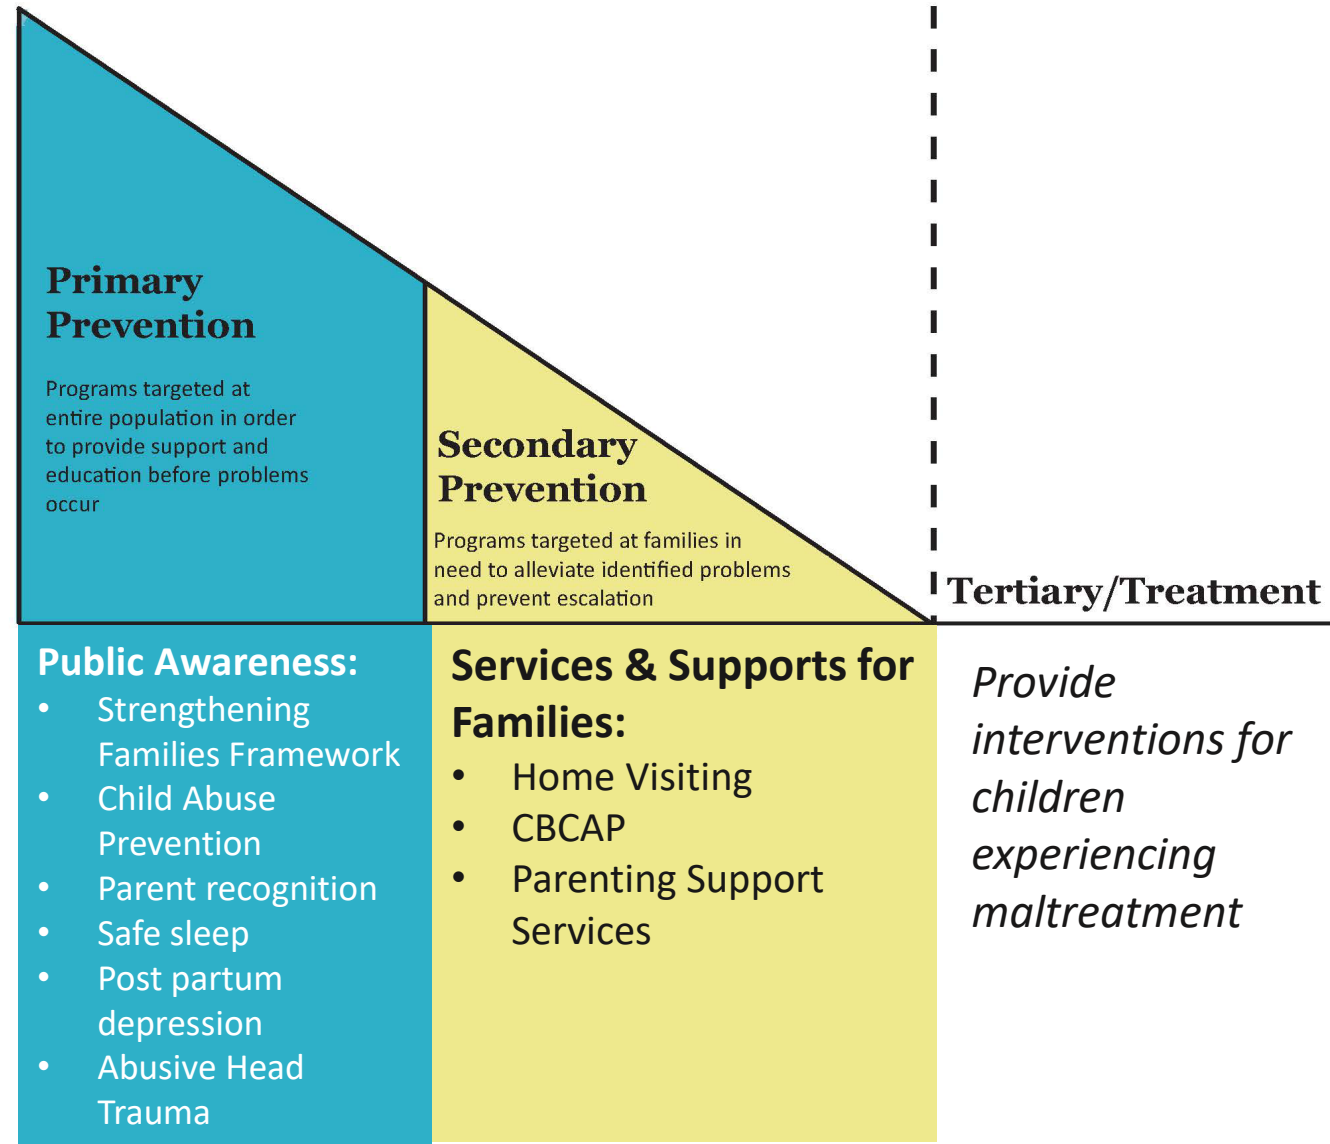 Primary
Prevention
Programs targeted at
entire population in order
to provide support and
education before problems
occur
Secondary
Prevention
Programs targeted at families in
need to alleviate identified problems
and prevent escalation
Tertiary/Treatment
Public Awareness:
• Strengthening
Families Framework
• Child Abuse
Prevention
• Parent recognition
• Safe sleep
• Post partum
depression
• Abusive Head
Trauma
Services & Supports for
Families:
• Home Visiting
• CBCAP
• Parenting Support
Services
Provide
interventions for
children
experiencing
maltreatment